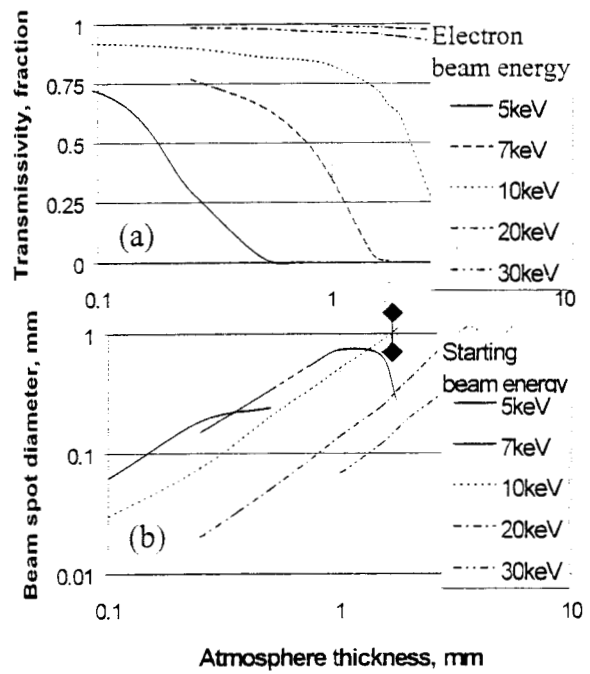 Transmissivity, fraction
1
0.75
0.5
0.25
0
(a)
Electron
beam energy
5keV
7keV
10keV
20keV
30keV
0.1
1
10
Beam spot diameter, mm
1
0.1
0.01
(b)
Starting
beam energy
5keV
7keV
10keV
20keV
30keV
0.1
1
10
Atmosphere thickness, mm